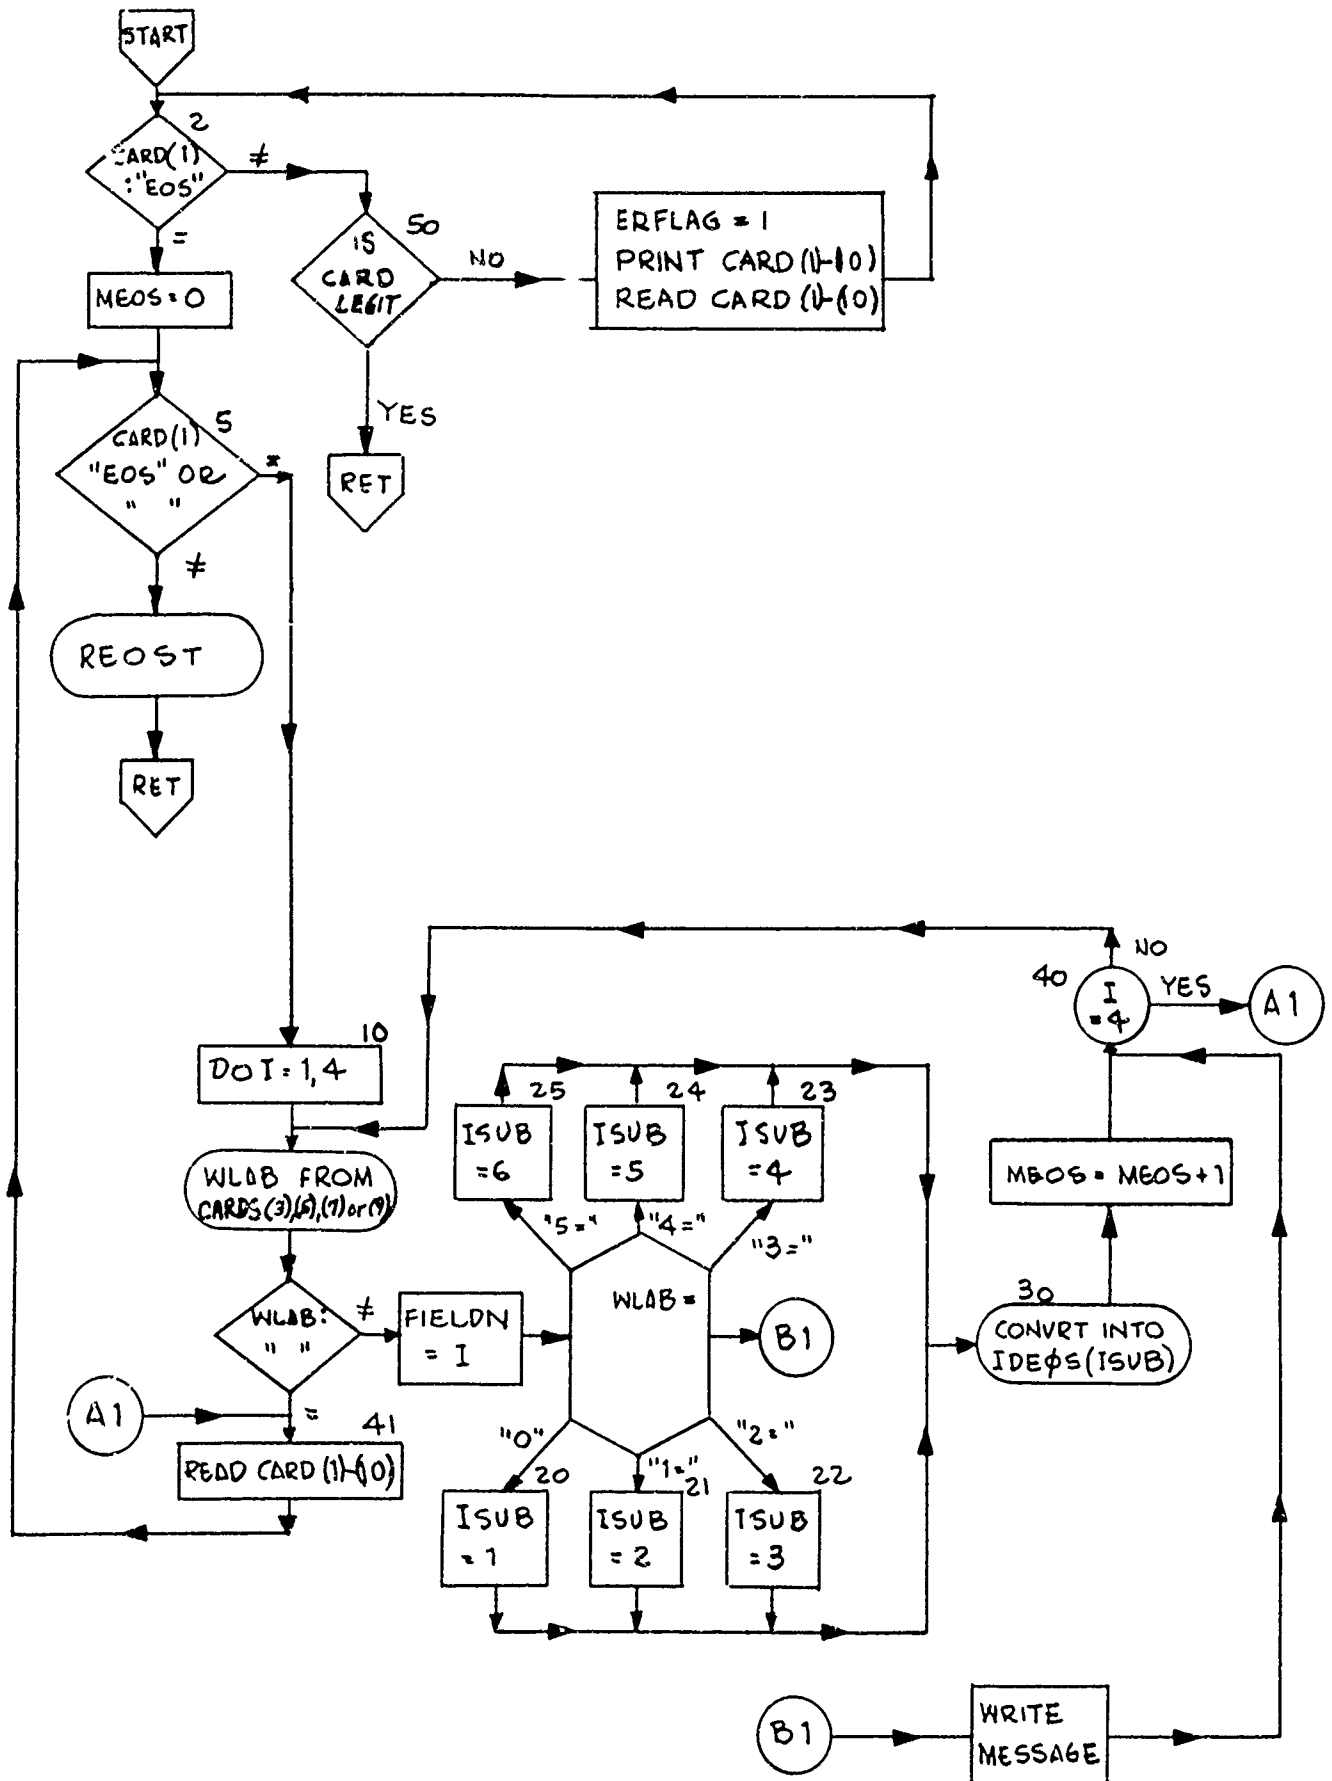 START
2
CARD(1)
:"EOS"
≠
=
50
IS
CARD
LEGIT
NO
YES
RET
ERFLAG = 1
PRINT CARD(1)-(10)
READ CARD(1)-(10)
MEOS=0
5
CARD(1)
"EOS" OR
" "
=
≠
REOST
RET
10
DO I=1,4
WLAB FROM
CARDS(3),(5),(7) or (9)
WLAB:
" "
≠
=
FIELDN
= I
A1
41
READ CARD(1)-(10)
25
ISUB
=6
24
ISUB
=5
23
ISUB
=4
"5="
"4="
"3="
WLAB =
B1
"0"
"1="
"2="
20
ISUB
=1
21
ISUB
=2
22
ISUB
=3
40
I
=4
NO
YES
A1
MEOS=MEOS+1
30
CONVRT INTO
IDEØS(ISUB)
B1
WRITE
MESSAGE